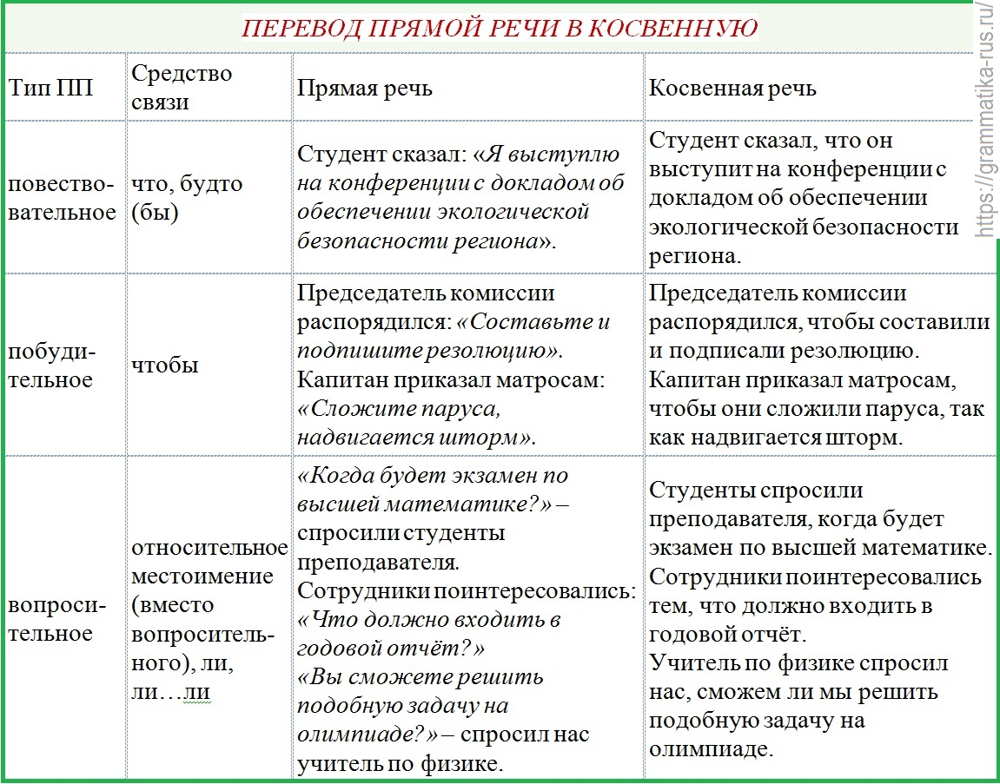 ПЕРЕВОД ПРЯМОЙ РЕЧИ В КОСВЕННУЮ
Тип ПП
Средство
связи
Прямая речь
Косвенная речь
повество-
вательное
что, будто
(бы)
Студент сказал: «Я выступлю
на конференции с докладом об
обеспечении экологической
безопасности региона».
Студент сказал, что он
выступит на конференции с
докладом об обеспечении
экологической безопасности
региона.
побуди-
тельное
чтобы
Председатель комиссии
распорядился: «Составьте и
подпишите резолюцию».
Капитан приказал матросам:
«Сложите паруса,
надвигается шторм».
Председатель комиссии
распорядился, чтобы составили
и подписали резолюцию.
Капитан приказал матросам,
чтобы они сложили паруса, так
как надвигается шторм.
вопроси-
тельное
относительное
местоимение
(вместо
вопроситель-
ного), ли,
ли…ли
«Когда будет экзамен по
высшей математике?» –
спросили студенты
преподавателя.
Сотрудники поинтересовались:
«Что должно входить в
годовой отчёт?»
«Вы сможете решить
подобную задачу на
олимпиаде?» – спросил нас
учитель по физике.
Студенты спросили
преподавателя, когда будет
экзамен по высшей математике.
Сотрудники поинтересовались
тем, что должно входить в
годовой отчёт.
Учитель по физике спросил
нас, сможем ли мы решить
подобную задачу на
олимпиаде.
https://grammatika-rus.ru/